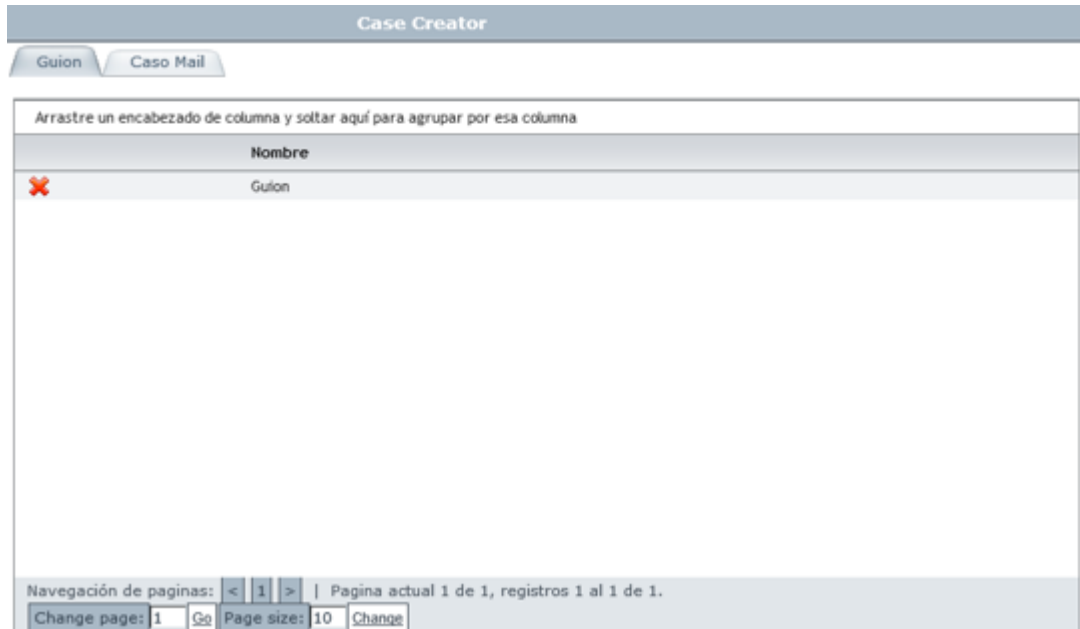 Case Creator
Guion Caso Mail
Arrastre un encabezado de columna y soltar aquí para agrupar por esa columna
Nombre
Guion
Navegación de paginas: < 1 > | Pagina actual 1 de 1, registros 1 al 1 de 1.
Change page: 1 Go Page size: 10 Change